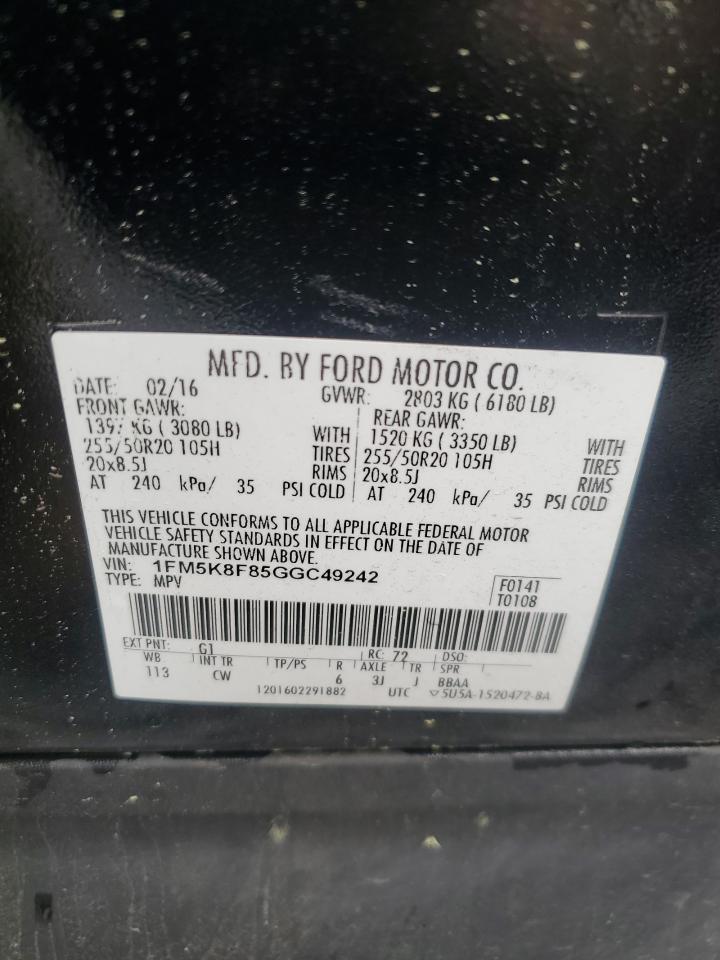 MFD. BY FORD MOTOR CO.
DATE: 02/16 GVWR: 2803 KG ( 6180 LB)
FRONT GAWR: REAR GAWR:
1397 KG ( 3080 LB) WITH 1520 KG ( 3350 LB) WITH
255/50R20 105H TIRES 255/50R20 105H TIRES
20x8.5J RIMS 20x8.5J RIMS
AT 240 kPa/ 35 PSI COLD AT 240 kPa/ 35 PSI COLD
THIS VEHICLE CONFORMS TO ALL APPLICABLE FEDERAL MOTOR
VEHICLE SAFETY STANDARDS IN EFFECT ON THE DATE OF
MANUFACTURE SHOWN ABOVE.
VIN: 1FM5K8F85GGC49242
TYPE: MPV F0141
T0108
EXT PNT: G1 RC: 72 DSO:
WB INT TR TP/PS R AXLE TR SPR
113 CW 6 3J J BBAA
1201602291882 UTC 5U5A-1520472-BA